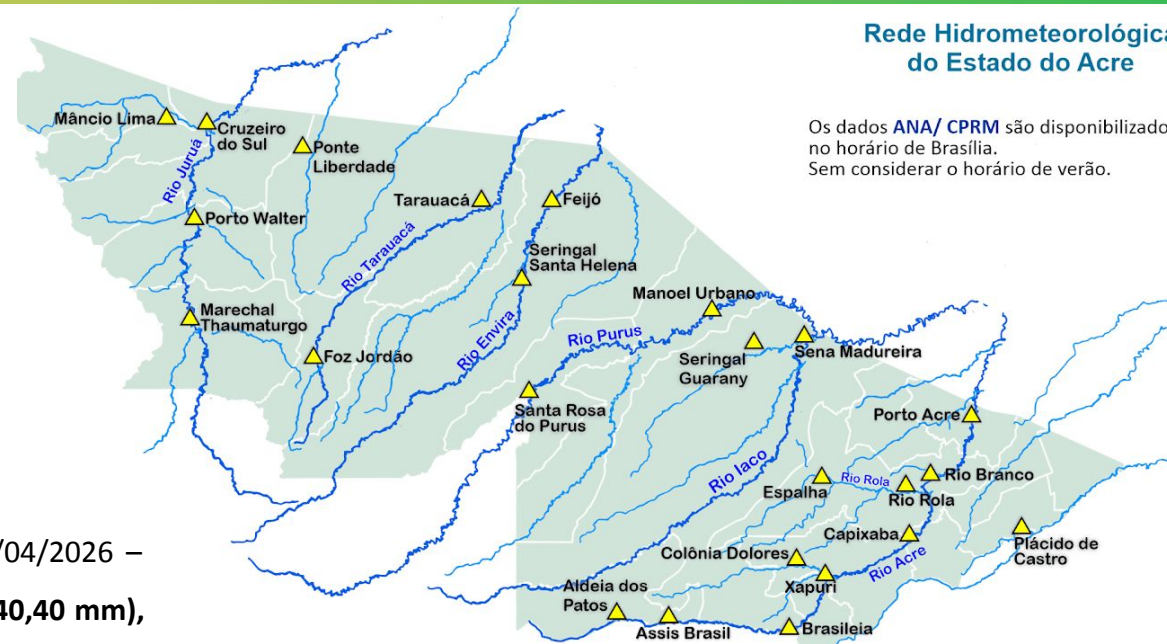 Rede Hidrometeorológica
do Estado do Acre
Os dados ANA/ CPRM são disponibilizado
no horário de Brasília.
Sem considerar o horário de verão.
Mâncio Lima
Cruzeiro
do Sul
Ponte
Liberdade
Rio Juruá
Tarauacá
Feijó
Porto Walter
Rio Tarauacá
Seringal
Santa Helena
Manoel Urbano
Marechal
Thaumaturgo
Rio Envira
Rio Purus
Foz Jordão
Seringal
Guarany
Sena Madureira
Santa Rosa
do Purus
Porto Acre
Rio Iaco
Espalha
Rio Rola
Rio Branco
Rio Rola
Capixaba
Plácido de
Castro
Colônia Dolores
Rio Acre
Xapuri
Aldeia dos
Patos
Assis Brasil
Brasileia
/04/2026 –
40,40 mm),